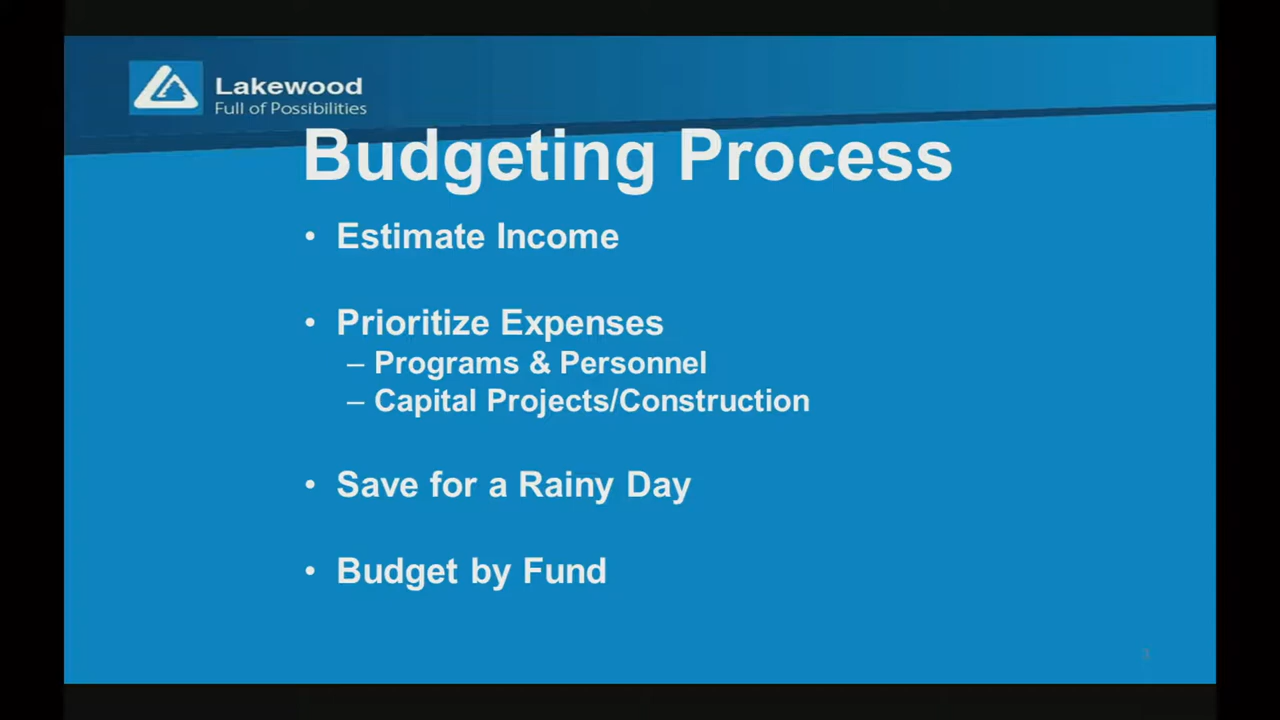 Lakewood
Full of Possibilities
Budgeting Process
• Estimate Income
• Prioritize Expenses
– Programs & Personnel
– Capital Projects/Construction
• Save for a Rainy Day
• Budget by Fund